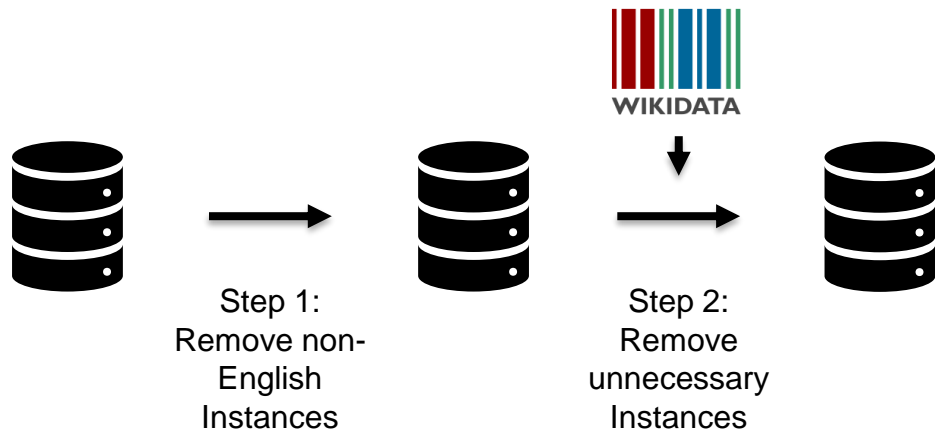 WIKIDATA
Step 1:
Remove non-
English
Instances
Step 2:
Remove
unnecessary
Instances